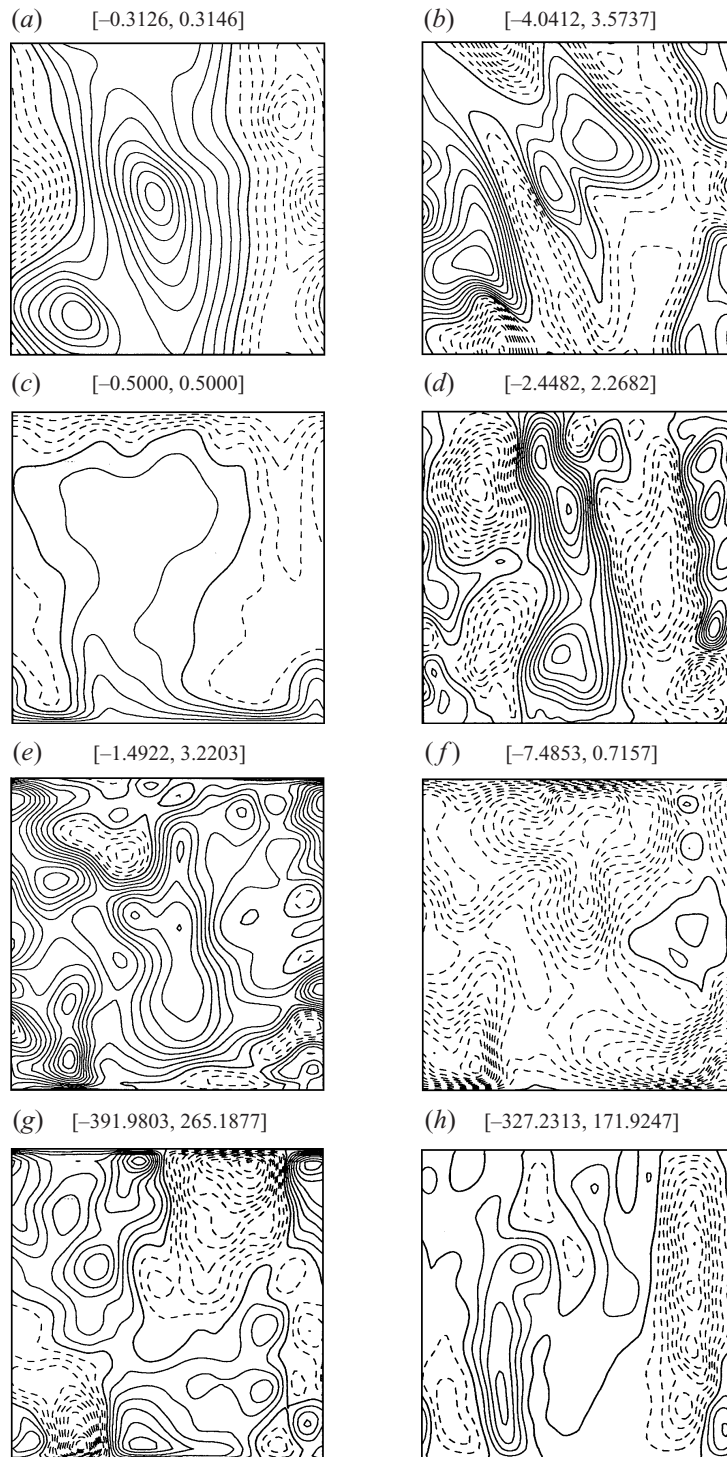 (a) [–0.3126, 0.3146]
(b) [–4.0412, 3.5737]
(c) [–0.5000, 0.5000]
(d) [–2.4482, 2.2682]
(e) [–1.4922, 3.2203]
(f) [–7.4853, 0.7157]
(g) [–391.9803, 265.1877]
(h) [–327.2313, 171.9247]